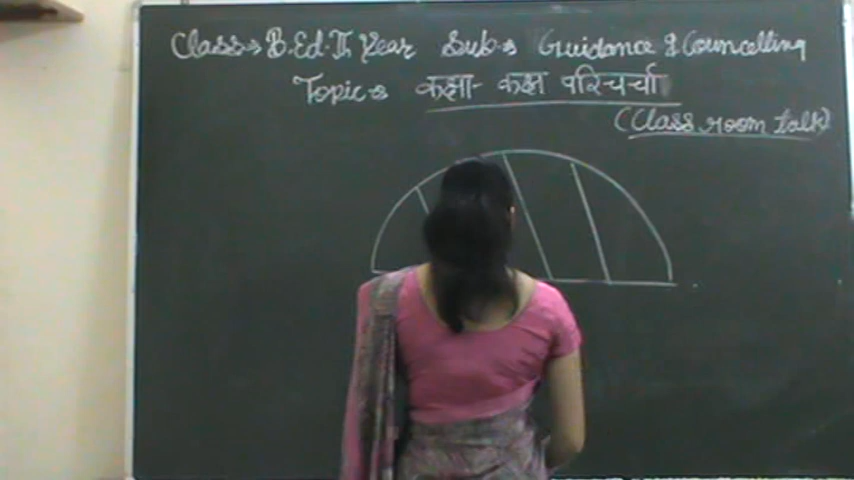 Class→ B.Ed. II Year Sub.→ Guidance & Councelling
Topic→ कक्षा- कक्ष परिचर्चा
(Class room talk)